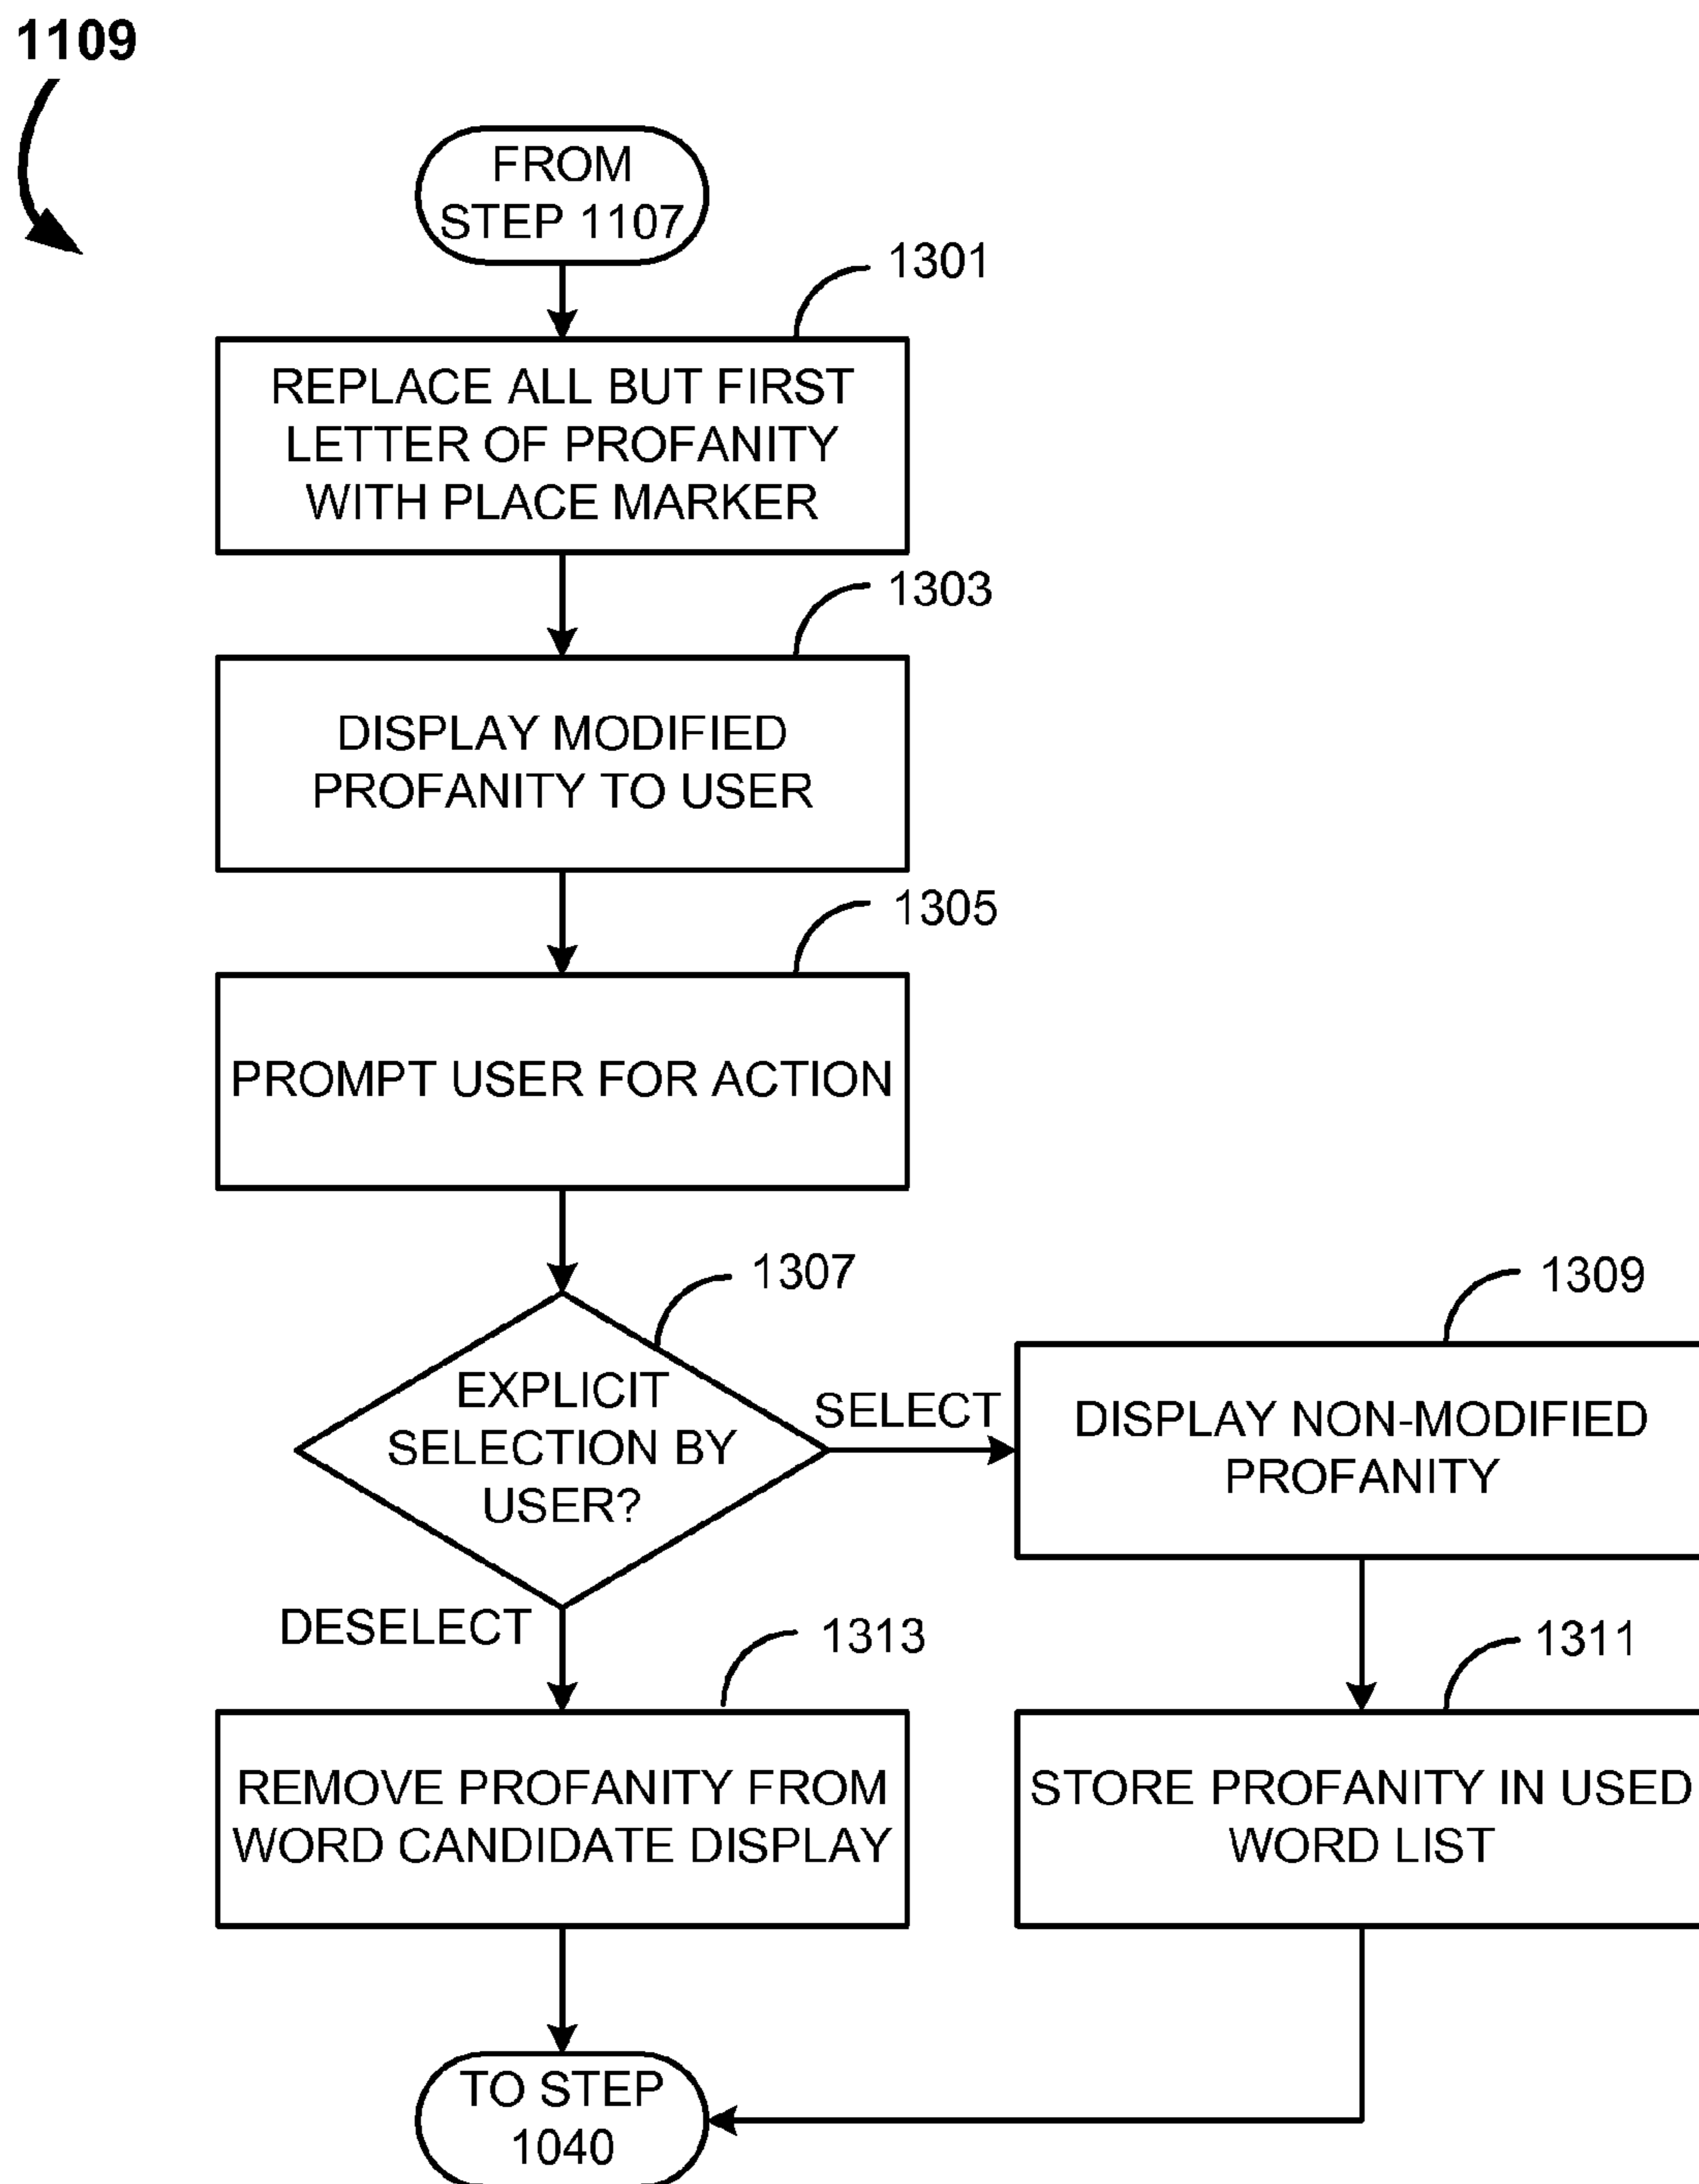 1109
FROM
STEP 1107
1301
REPLACE ALL BUT FIRST
LETTER OF PROFANITY
WITH PLACE MARKER
1303
DISPLAY MODIFIED
PROFANITY TO USER
1305
PROMPT USER FOR ACTION
1307
EXPLICIT
SELECTION BY
USER?
SELECT
1309
DISPLAY NON-MODIFIED
PROFANITY
DESELECT
1313
REMOVE PROFANITY FROM
WORD CANDIDATE DISPLAY
1311
STORE PROFANITY IN USED
WORD LIST
TO STEP
1040